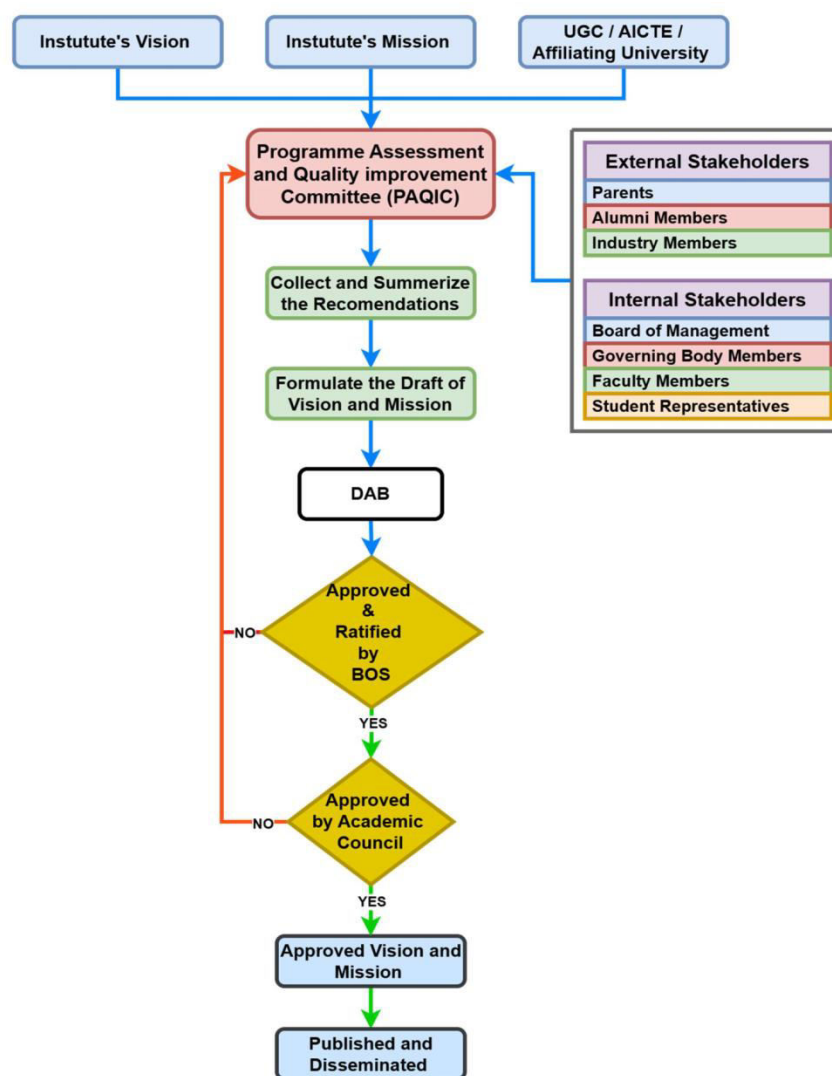 Instutute's Vision
Instutute's Mission
UGC / AICTE /
Affiliating University
Programme Assessment
and Quality improvement
Committee (PAQIC)
External Stakeholders
Parents
Alumni Members
Industry Members
Internal Stakeholders
Board of Management
Governing Body Members
Faculty Members
Student Representatives
Collect and Summerize
the Recomendations
Formulate the Draft of
Vision and Mission
DAB
Approved
&
Ratified
by
BOS
NO
YES
Approved
by Academic
Council
NO
YES
Approved Vision and
Mission
Published and
Disseminated